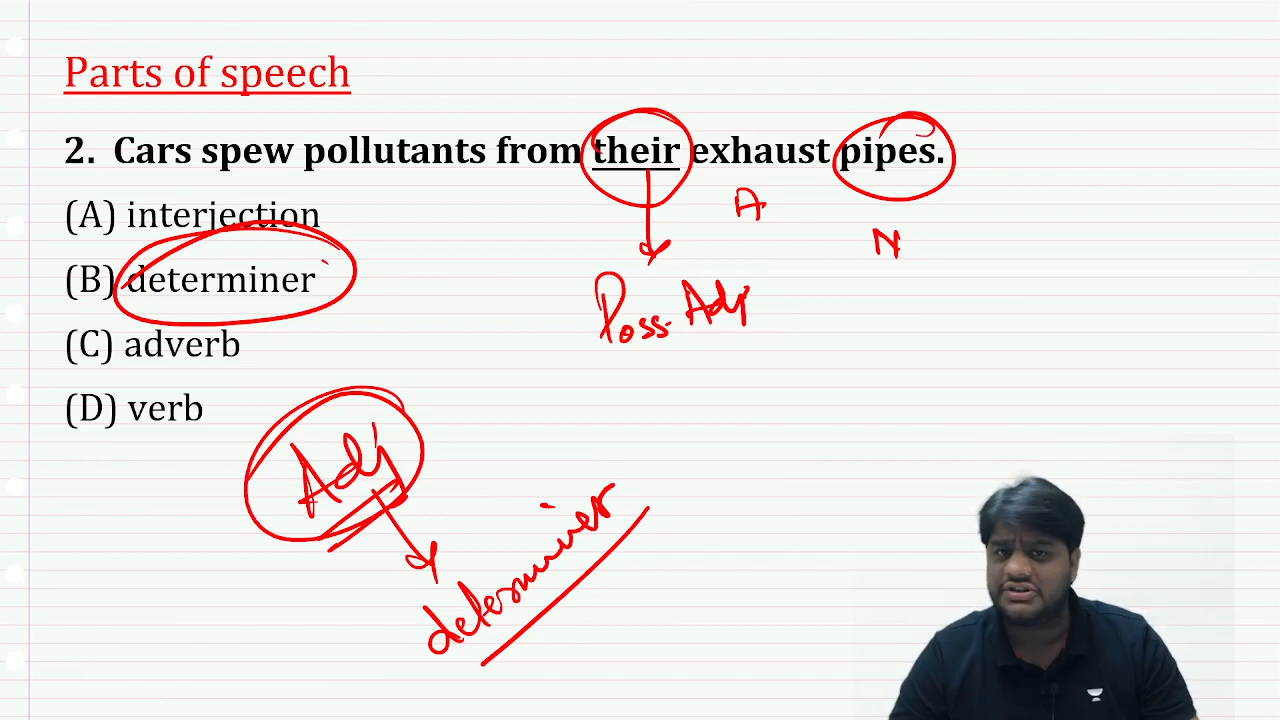 Parts of speech
2. Cars spew pollutants from their exhaust pipes.
(A) interjection
A
N
(B) determiner
Poss. Adj
(C) adverb
(D) verb
Adj
determiner